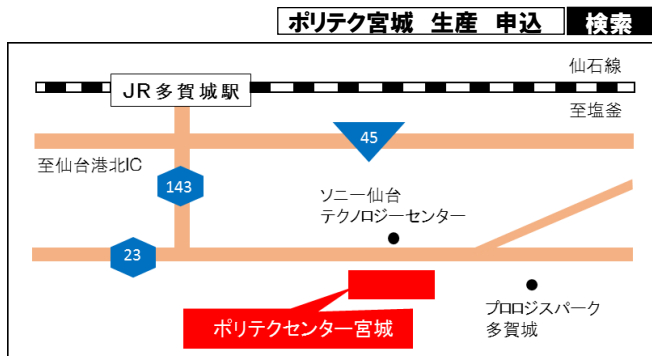 ポリテク宮城 生産 申込 検索
仙石線
JR多賀城駅
至塩釜
45
至仙台港北IC
143
ソニー仙台
テクノロジーセンター
23
ポリテクセンター宮城
プロロジスパーク
多賀城